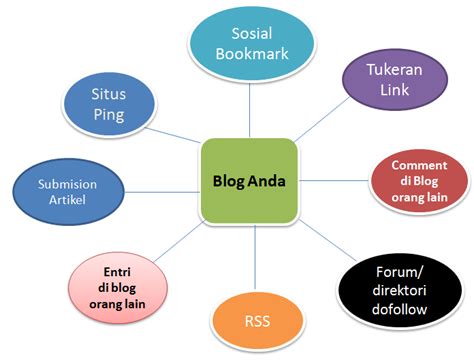 Sosial
Bookmark
Tukeran
Link
Situs
Ping
Blog Anda
Comment
di Blog
orang lain
Submision
Artikel
Entri
di blog
orang lain
Forum/
direktori
dofollow
RSS